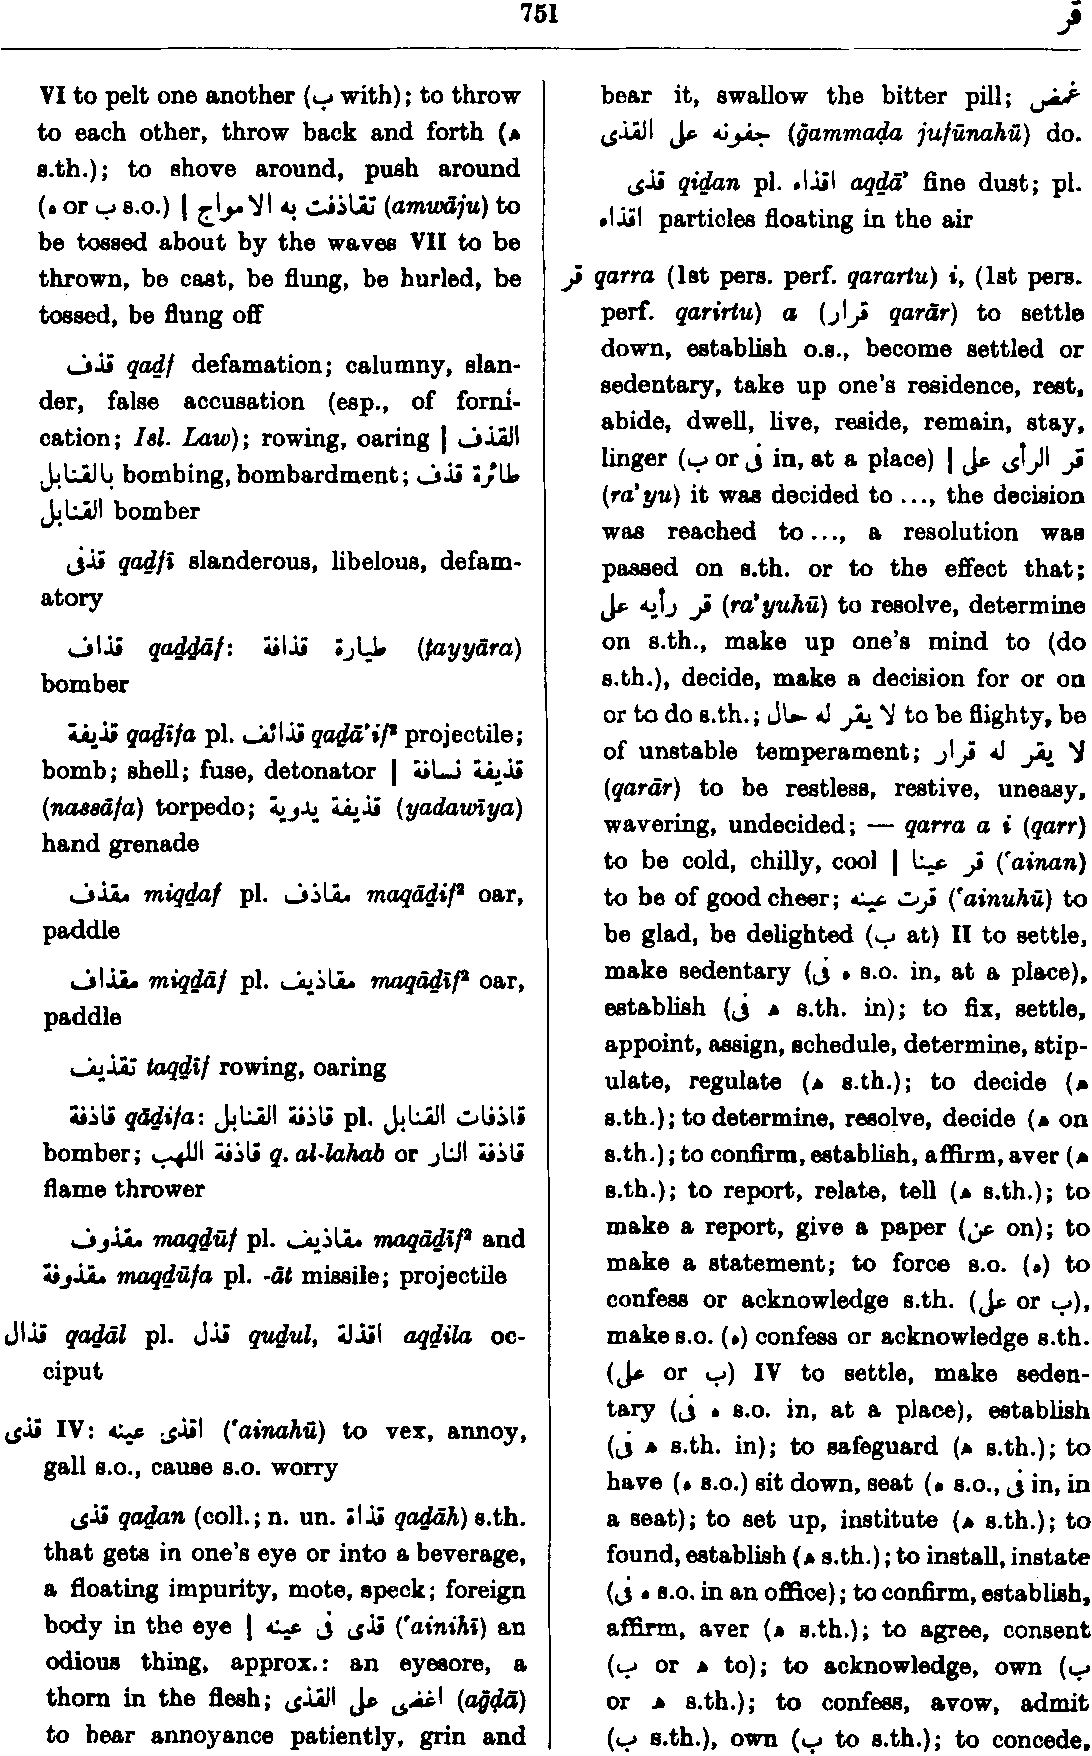 751
قر
VI to pelt one another (ب with); to throw
to each other, throw back and forth (ه
s.th.); to shove around, push around
(ه or ب s.o.) | تقاذفت به الامواج (amwāju) to
be tossed about by the waves VII to be
thrown, be cast, be flung, be hurled, be
tossed, be flung off
قذف qaḏf defamation; calumny, slan-
der, false accusation (esp., of forni-
cation; Isl. Law); rowing, oaring | القذف
بالقنابل bombing, bombardment; طائرة قذف
القنابل bomber
قذفى qaḏfī slanderous, libelous, defam-
atory
قذاف qaḏḏāf: طيارة قذافة (ṭayyāra)
bomber
قذيفة qaḏīfa pl. قذائف qaḏā'if² projectile;
bomb; shell; fuse, detonator | قذيفة نسافة
(nassāfa) torpedo; قذيفة يدوية (yadawīya)
hand grenade
مقذف miqḏaf pl. مقاذف maqāḏif² oar,
paddle
مقذاف miqḏāf pl. مقاذيف maqāḏīf² oar,
paddle
تقذيف taqḏīf rowing, oaring
قاذفة qāḏifa: قاذفة القنابل pl. قاذفات القنابل
bomber; قاذفة اللهب q. al-lahab or قاذفة النار
flame thrower
مقذوف maqḏūf pl. مقاذيف maqāḏīf² and
مقذوفة maqḏūfa pl. -āt missile; projectile
قذال qaḏāl pl. قذل quḏul, اقذلة aqḏila oc-
ciput
قذى IV: اقذى عينه (‘ainahū) to vex, annoy,
gall s.o., cause s.o. worry
قذى qaḏan (coll.; n. un. قذاة qaḏāh) s.th.
that gets in one's eye or into a beverage,
a floating impurity, mote, speck; foreign
body in the eye | قذى فى عينه (‘ainihī) an
odious thing, approx.: an eyesore, a
thorn in the flesh; اغضى على القذى (aḡḍā)
to bear annoyance patiently, grin and
bear it, swallow the bitter pill; غمض
جفونه على القذى (ḡammaḍa jufūnahū) do.
قذى qiḏan pl. اقذاء aqḏā’ fine dust; pl.
اقذاء particles floating in the air
قر qarra (1st pers. perf. qarartu) i, (1st pers.
perf. qarirtu) a (قرار qarār) to settle
down, establish o.s., become settled or
sedentary, take up one's residence, rest,
abide, dwell, live, reside, remain, stay,
linger (ب or فى in, at a place) | قر الرأى على
(ra’yu) it was decided to ..., the decision
was reached to ..., a resolution was
passed on s.th. or to the effect that;
قر رأيه على (ra’yuhū) to resolve, determine
on s.th., make up one's mind to (do
s.th.), decide, make a decision for or on
or to do s.th.; لا يقر له حال to be flighty, be
of unstable temperament; لا يقر له قرار
(qarār) to be restless, restive, uneasy,
wavering, undecided; — qarra a i (qarr)
to be cold, chilly, cool | قر عينا (‘ainan)
to be of good cheer; قرت عينه (‘ainuhū) to
be glad, be delighted (ب at) II to settle,
make sedentary (ه فى s.o. in, at a place),
establish (ه فى s.th. in); to fix, settle,
appoint, assign, schedule, determine, stip-
ulate, regulate (ه s.th.); to decide (ه
s.th.); to determine, resolve, decide (ه on
s.th.); to confirm, establish, affirm, aver (ه
s.th.); to report, relate, tell (ه s.th.); to
make a report, give a paper (عن on); to
make a statement; to force s.o. (ه) to
confess or acknowledge s.th. (على or ب),
make s.o. (ه) confess or acknowledge s.th.
(على or ب) IV to settle, make seden-
tary (ه فى s.o. in, at a place), establish
(ه فى s.th. in); to safeguard (ه s.th.); to
have (ه s.o.) sit down, seat (ه s.o., فى in, in
a seat); to set up, institute (ه s.th.); to
found, establish (ه s.th.); to install, instate
(ه فى s.o. in an office); to confirm, establish,
affirm, aver (ه s.th.); to agree, consent
(ب or ه to); to acknowledge, own (ب
or ه s.th.); to confess, avow, admit
(ب s.th.), own (ب to s.th.); to concede,